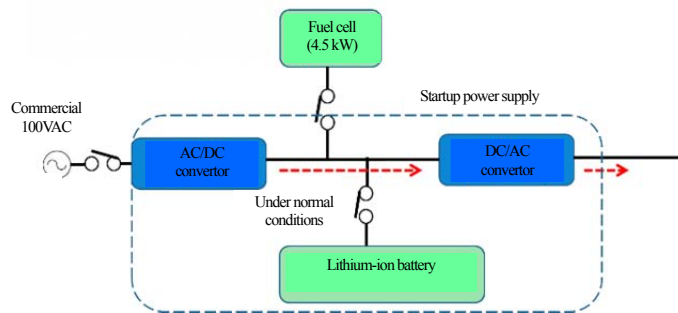 Fuel cell
(4.5 kW)
Commercial
100VAC
Startup power supply
AC/DC
convertor
DC/AC
convertor
Under normal
conditions
Lithium-ion battery